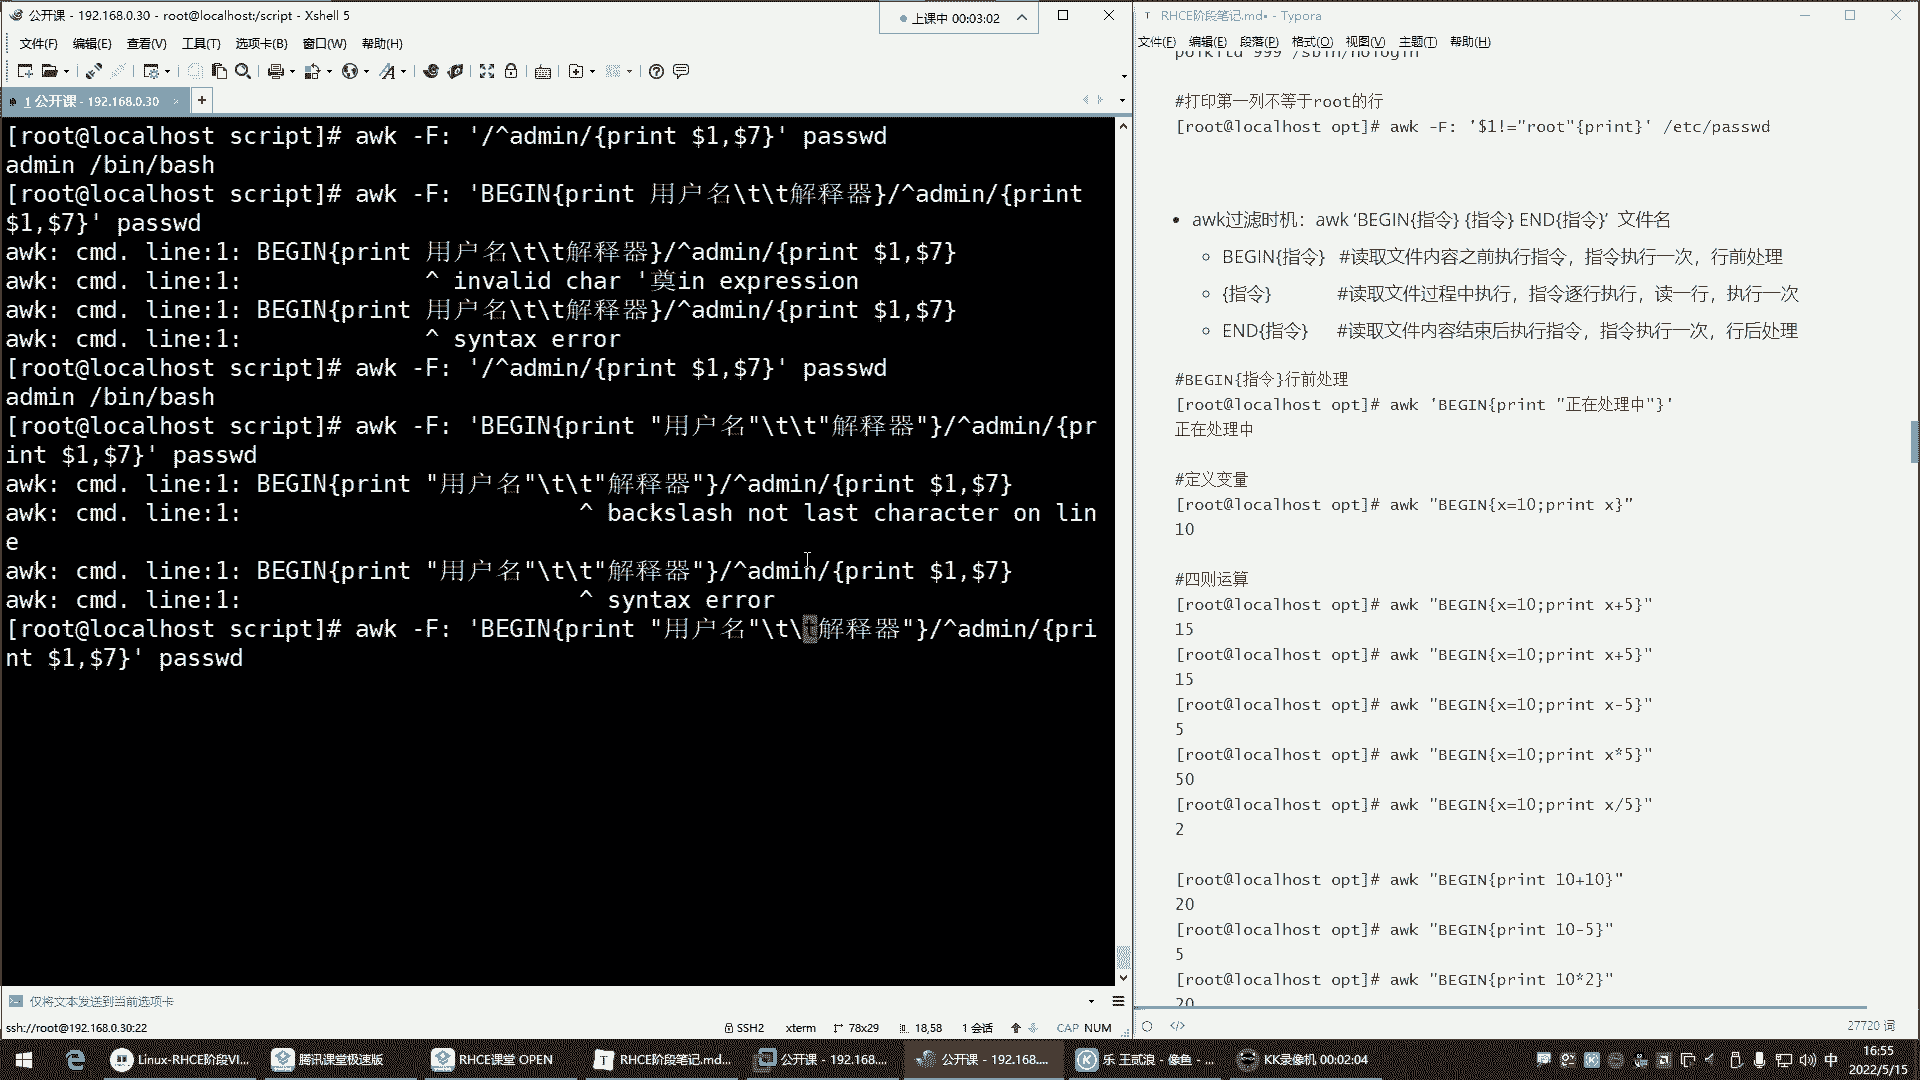 公开课 - 192.168.0.30 - root@localhost:/script - Xshell 5
上课中 00:03:02
文件(F) 编辑(E) 查看(V) 工具(T) 选项卡(B) 窗口(W) 帮助(H)
1 公开课 - 192.168.0.30
[root@localhost script]# awk -F: '/^admin/{print $1,$7}' passwd
admin /bin/bash
[root@localhost script]# awk -F: 'BEGIN{print 用户名\t\t解释器}/^admin/{print
$1,$7}' passwd
awk: cmd. line:1: BEGIN{print 用户名\t\t解释器}/^admin/{print $1,$7}
awk: cmd. line:1:             ^ invalid char '奠in expression
awk: cmd. line:1: BEGIN{print 用户名\t\t解释器}/^admin/{print $1,$7}
awk: cmd. line:1:             ^ syntax error
[root@localhost script]# awk -F: '/^admin/{print $1,$7}' passwd
admin /bin/bash
[root@localhost script]# awk -F: 'BEGIN{print "用户名"\t\t"解释器"}/^admin/{pr
int $1,$7}' passwd
awk: cmd. line:1: BEGIN{print "用户名"\t\t"解释器"}/^admin/{print $1,$7}
awk: cmd. line:1:                        ^ backslash not last character on lin
e
awk: cmd. line:1: BEGIN{print "用户名"\t\t"解释器"}/^admin/{print $1,$7}
awk: cmd. line:1:                        ^ syntax error
[root@localhost script]# awk -F: 'BEGIN{print "用户名"\t\t解释器"}/^admin/{pri
nt $1,$7}' passwd
仅将文本发送到当前选项卡
ssh://root@192.168.0.30:22 SSH2 xterm 78x29 18,58 1 会话 CAP NUM
RHCE阶段笔记.md• - Typora
文件(F) 编辑(E) 段落(P) 格式(O) 视图(V) 主题(T) 帮助(H)
polkitd 999 /sbin/nologin
#打印第一列不等于root的行
[root@localhost opt]# awk -F: '$1!="root"{print}' /etc/passwd
• awk过滤时机：awk ‘BEGIN{指令} {指令} END{指令}’ 文件名
BEGIN{指令} #读取文件内容之前执行指令，指令执行一次，行前处理
{指令} #读取文件过程中执行，指令逐行执行，读一行，执行一次
END{指令} #读取文件内容结束后执行指令，指令执行一次，行后处理
#BEGIN{指令}行前处理
[root@localhost opt]# awk 'BEGIN{print "正在处理中"}'
正在处理中
#定义变量
[root@localhost opt]# awk "BEGIN{x=10;print x}"
10
#四则运算
[root@localhost opt]# awk "BEGIN{x=10;print x+5}"
15
[root@localhost opt]# awk "BEGIN{x=10;print x+5}"
15
[root@localhost opt]# awk "BEGIN{x=10;print x-5}"
5
[root@localhost opt]# awk "BEGIN{x=10;print x*5}"
50
[root@localhost opt]# awk "BEGIN{x=10;print x/5}"
2
[root@localhost opt]# awk "BEGIN{print 10+10}"
20
[root@localhost opt]# awk "BEGIN{print 10-5}"
5
[root@localhost opt]# awk "BEGIN{print 10*2}"
20
27720 词
Linux-RHCE阶段VI... 腾讯课堂极速版 RHCE课堂 OPEN RHCE阶段笔记.md... 公开课 - 192.168.... 公开课 - 192.168.... 乐 王贰浪 - 像鱼 - ... KK录像机 00:02:04 中 16:55
2022/5/15